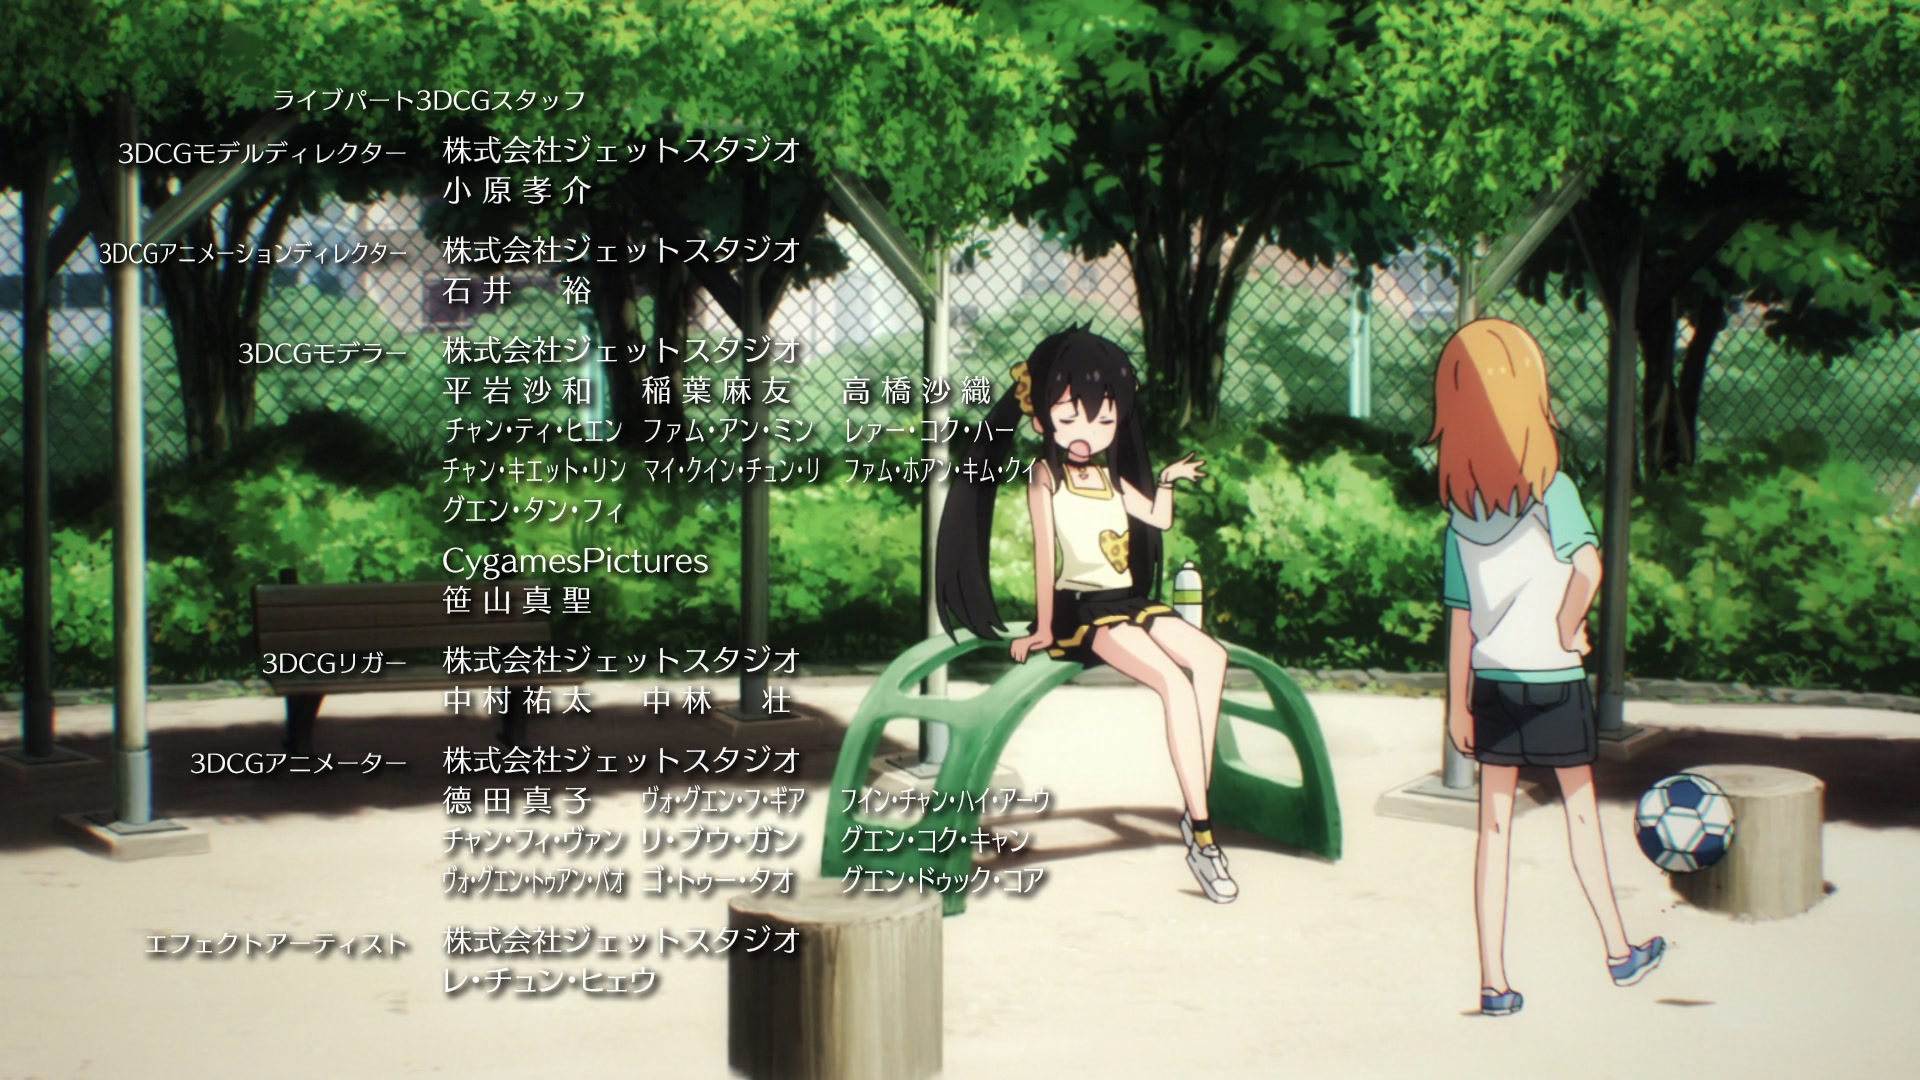 ライブパート3DCGスタッフ
3DCGモデルディレクター 株式会社ジェットスタジオ
小原孝介
3DCGアニメーションディレクター 株式会社ジェットスタジオ
石井 裕
3DCGモデラー 株式会社ジェットスタジオ
平岩沙和 稲葉麻友 高橋沙織
チャン・ティ・ヒエン ファム・アン・ミン レァー・コク・ハー
チャン・キエット・リン マイ・クイン・チュン・リ ファム・ホアン・キム・クイ
グエン・タン・フィ
CygamesPictures
笹山真聖
3DCGリガー 株式会社ジェットスタジオ
中村祐太 中林 壮
3DCGアニメーター 株式会社ジェットスタジオ
德田真子 ヴォ・グエン・フ・ギア フイン・チャン・ハイ・アーウ
チャン・フィ・ヴァン リ・ブウ・ガン グエン・コク・キャン
ヴォ・グエン・トゥアン・バオ ゴ・トゥー・タオ グエン・ドゥック・コア
エフェクトアーティスト 株式会社ジェットスタジオ
レ・チュン・ヒェウ